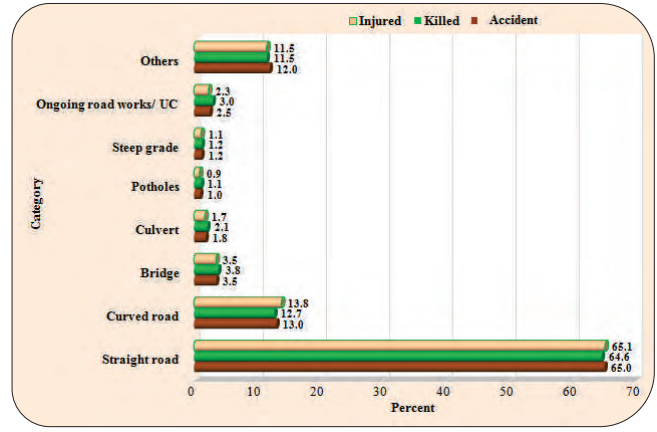 Injured Killed Accident
Others
11.5
11.5
12.0
Ongoing road works/ UC
2.3
3.0
2.5
Steep grade
1.1
1.2
1.2
Potholes
0.9
1.1
1.0
Culvert
1.7
2.1
1.8
Bridge
3.5
3.8
3.5
Curved road
13.8
12.7
13.0
Straight road
65.1
64.6
65.0
Category
0 10 20 30 40 50 60 70
Percent